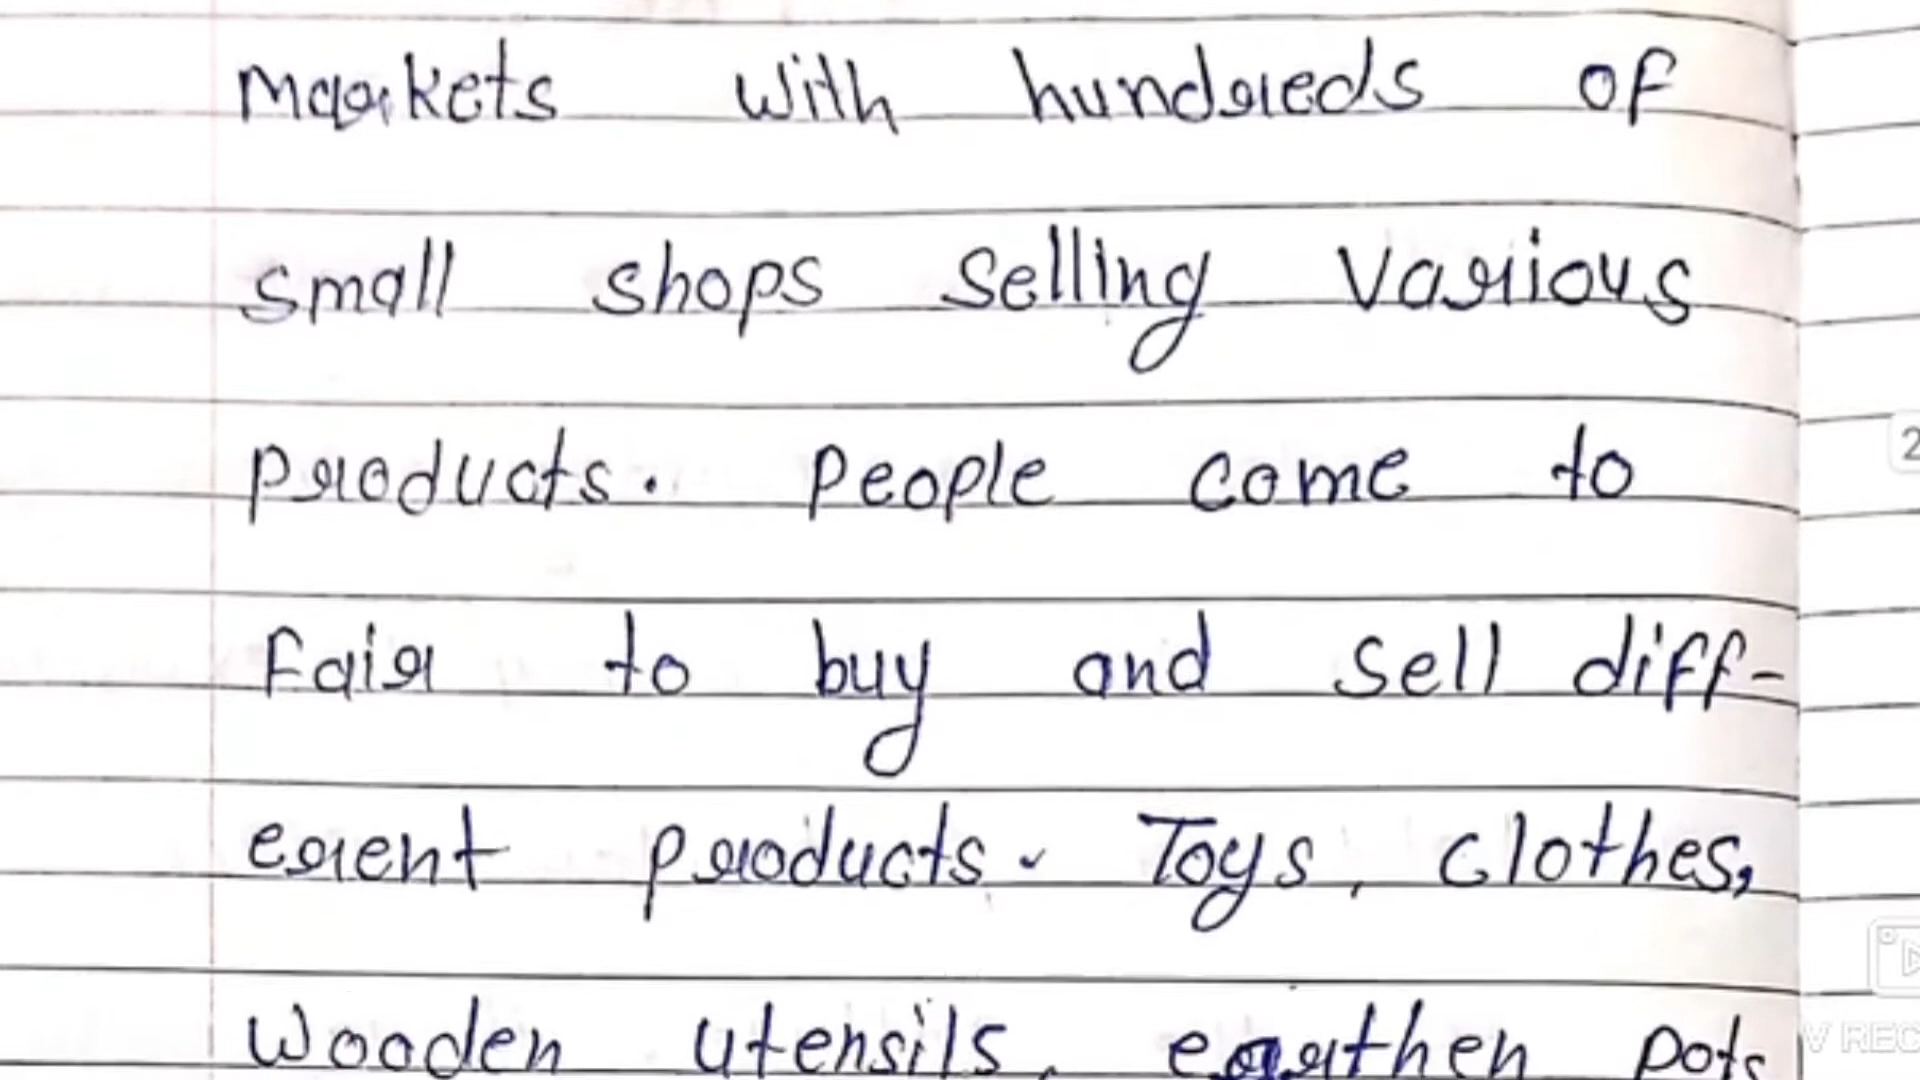 markets with hundreds of
small shops selling various
products. People come to
fair to buy and sell diff-
erent products. Toys, clothes,
Wooden utensils, earthen pots